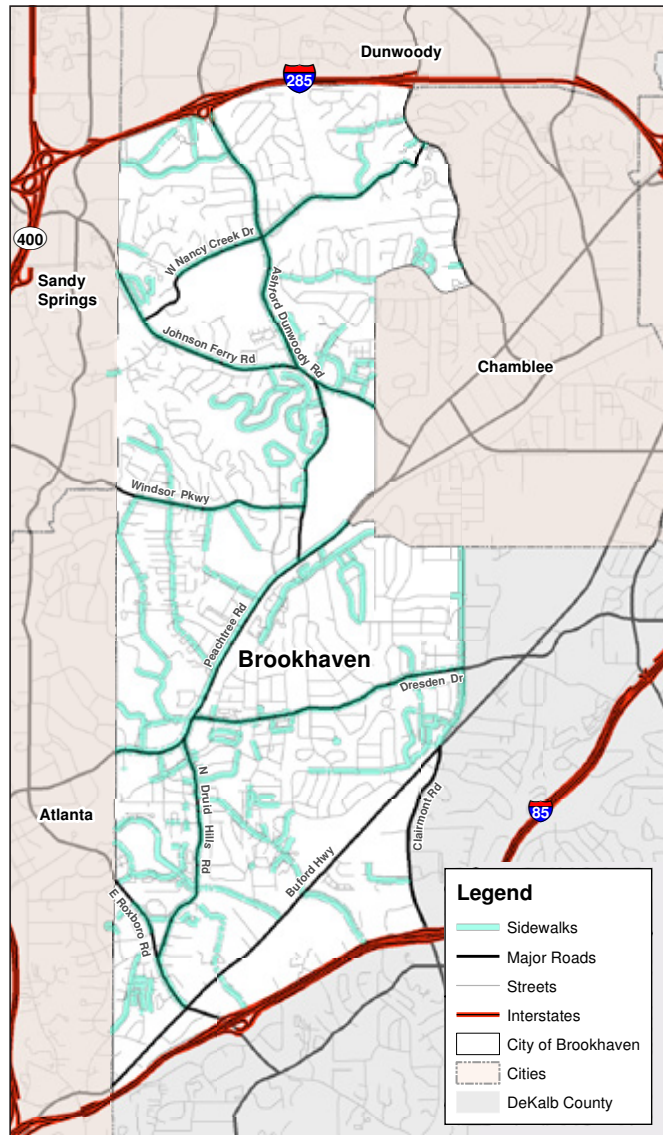 Dunwoody
285
400
W Nancy Creek Dr
Sandy
Springs
Ashford Dunwoody Rd
Johnson Ferry Rd
Chamblee
Windsor Pkwy
Peachtree Rd
Brookhaven
Dresden Dr
N Druid Hills Rd
Atlanta
85
Clairmont Rd
Buford Hwy
E Roxboro Rd
Legend
Sidewalks
Major Roads
Streets
Interstates
City of Brookhaven
Cities
DeKalb County